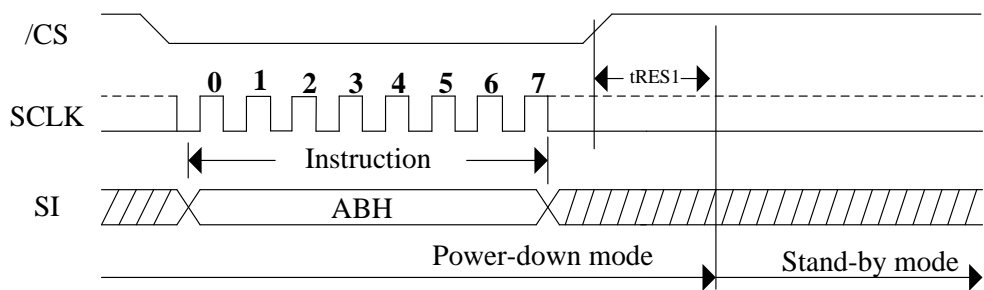 /CS
tRES1
0 1 2 3 4 5 6 7
SCLK
Instruction
SI
ABH
Power-down mode
Stand-by mode